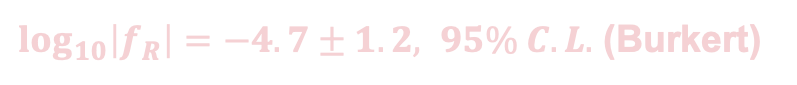 log₁₀|f_R| = −4.7 ± 1.2, 95% C.L. (Burkert)